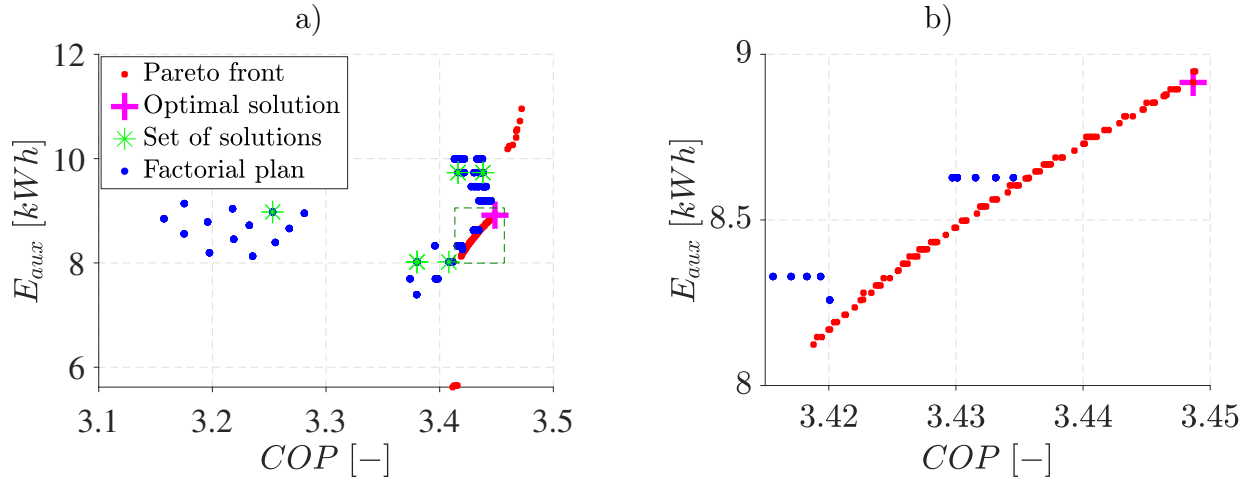 a)
12
10
8
6
3.1
3.2
3.3
3.4
3.5
E_aux [kWh]
COP [−]
Pareto front
Optimal solution
Set of solutions
Factorial plan
b)
9
8.5
8
3.42
3.43
3.44
3.45
E_aux [kWh]
COP [−]